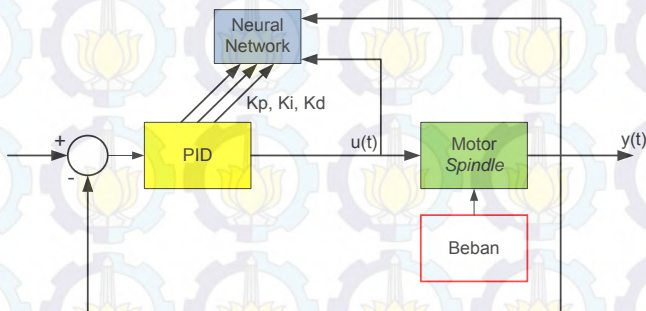 Neural
Network
Kp, Ki, Kd
+
-
PID
u(t)
Motor
Spindle
y(t)
Beban